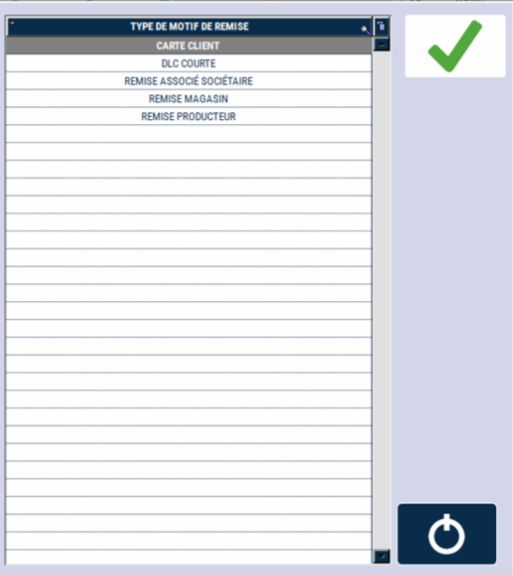 TYPE DE MOTIF DE REMISE
CARTE CLIENT
DLC COURTE
REMISE ASSOCIÉ SOCIÉTAIRE
REMISE MAGASIN
REMISE PRODUCTEUR